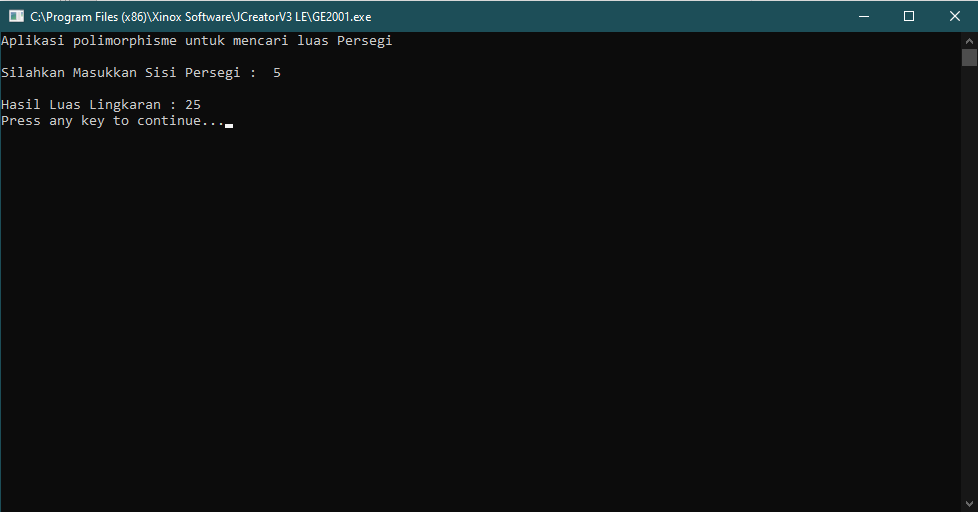 C:\Program Files (x86)\Xinox Software\JCreatorV3 LE\GE2001.exe
Aplikasi polimorphisme untuk mencari luas Persegi
Silahkan Masukkan Sisi Persegi :  5
Hasil Luas Lingkaran : 25
Press any key to continue...